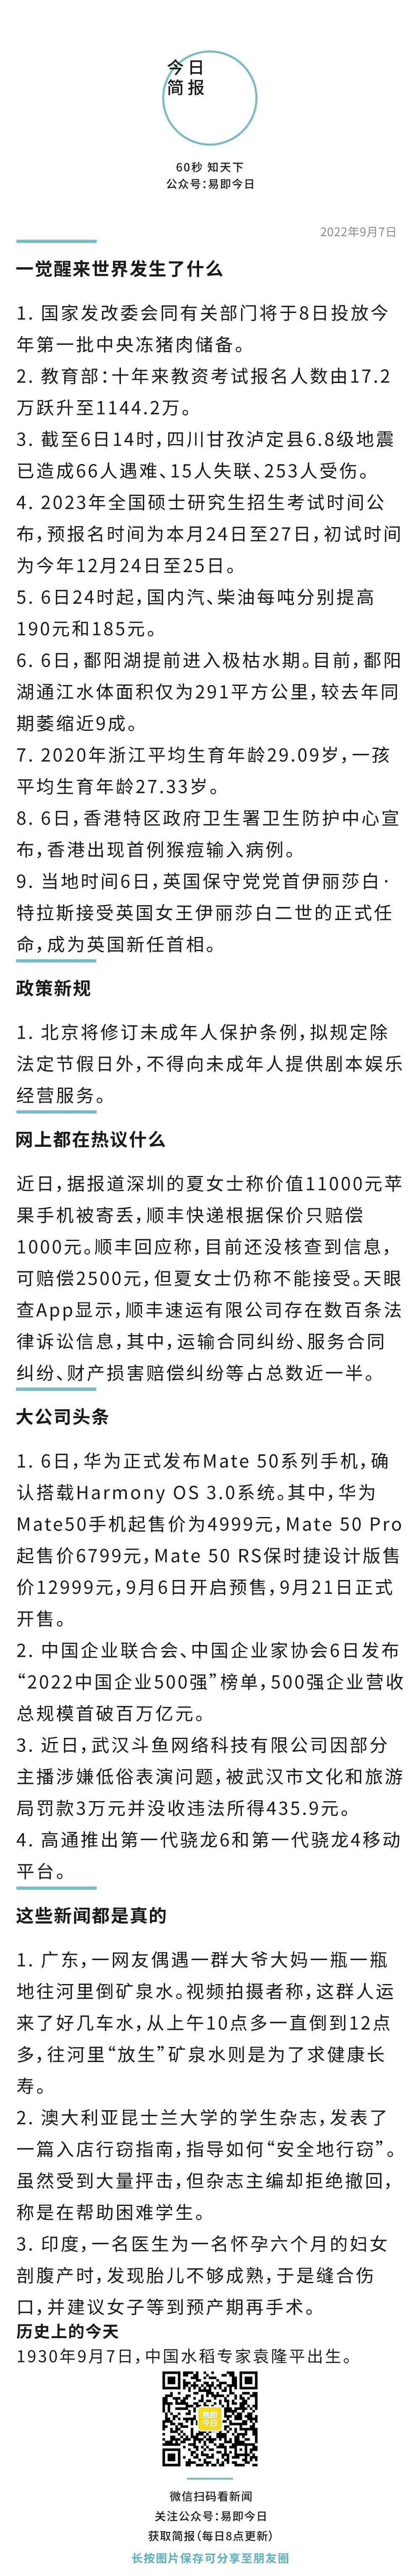 今日
简报
60秒 知天下
公众号：易即今日
2022年9月7日
一觉醒来世界发生了什么
1. 国家发改委会同有关部门将于8日投放今
年第一批中央冻猪肉储备。
2. 教育部：十年来教资考试报名人数由17.2
万跃升至1144.2万。
3. 截至6日14时，四川甘孜泸定县6.8级地震
已造成66人遇难、15人失联、253人受伤。
4. 2023年全国硕士研究生招生考试时间公
布，预报名时间为本月24日至27日，初试时间
为今年12月24日至25日。
5. 6日24时起，国内汽、柴油每吨分别提高
190元和185元。
6. 6日，鄱阳湖提前进入极枯水期。目前，鄱阳
湖通江水体面积仅为291平方公里，较去年同
期萎缩近9成。
7. 2020年浙江平均生育年龄29.09岁，一孩
平均生育年龄27.33岁。
8. 6日，香港特区政府卫生署卫生防护中心宣
布，香港出现首例猴痘输入病例。
9. 当地时间6日，英国保守党党首伊丽莎白·
特拉斯接受英国女王伊丽莎白二世的正式任
命，成为英国新任首相。
政策新规
1. 北京将修订未成年人保护条例，拟规定除
法定节假日外，不得向未成年人提供剧本娱乐
经营服务。
网上都在热议什么
近日，据报道深圳的夏女士称价值11000元苹
果手机被寄丢，顺丰快递根据保价只赔偿
1000元。顺丰回应称，目前还没核查到信息，
可赔偿2500元，但夏女士仍称不能接受。天眼
查App显示，顺丰速运有限公司存在数百条法
律诉讼信息，其中，运输合同纠纷、服务合同
纠纷、财产损害赔偿纠纷等占总数近一半。
大公司头条
1. 6日，华为正式发布Mate 50系列手机，确
认搭载Harmony OS 3.0系统。其中，华为
Mate50手机起售价为4999元，Mate 50 Pro
起售价6799元，Mate 50 RS保时捷设计版售
价12999元，9月6日开启预售，9月21日正式
开售。
2. 中国企业联合会、中国企业家协会6日发布
“2022中国企业500强”榜单，500强企业营收
总规模首破百万亿元。
3. 近日，武汉斗鱼网络科技有限公司因部分
主播涉嫌低俗表演问题，被武汉市文化和旅游
局罚款3万元并没收违法所得435.9元。
4. 高通推出第一代骁龙6和第一代骁龙4移动
平台。
这些新闻都是真的
1. 广东，一网友偶遇一群大爷大妈一瓶一瓶
地往河里倒矿泉水。视频拍摄者称，这群人运
来了好几车水，从上午10点多一直倒到12点
多，往河里“放生”矿泉水则是为了求健康长
寿。
2. 澳大利亚昆士兰大学的学生杂志，发表了
一篇入店行窃指南，指导如何“安全地行窃”。
虽然受到大量抨击，但杂志主编却拒绝撤回，
称是在帮助困难学生。
3. 印度，一名医生为一名怀孕六个月的妇女
剖腹产时，发现胎儿不够成熟，于是缝合伤
口，并建议女子等到预产期再手术。
历史上的今天
1930年9月7日，中国水稻专家袁隆平出生。
易即
今日
微信扫码看新闻
关注公众号：易即今日
获取简报（每日8点更新）
长按图片保存可分享至朋友圈